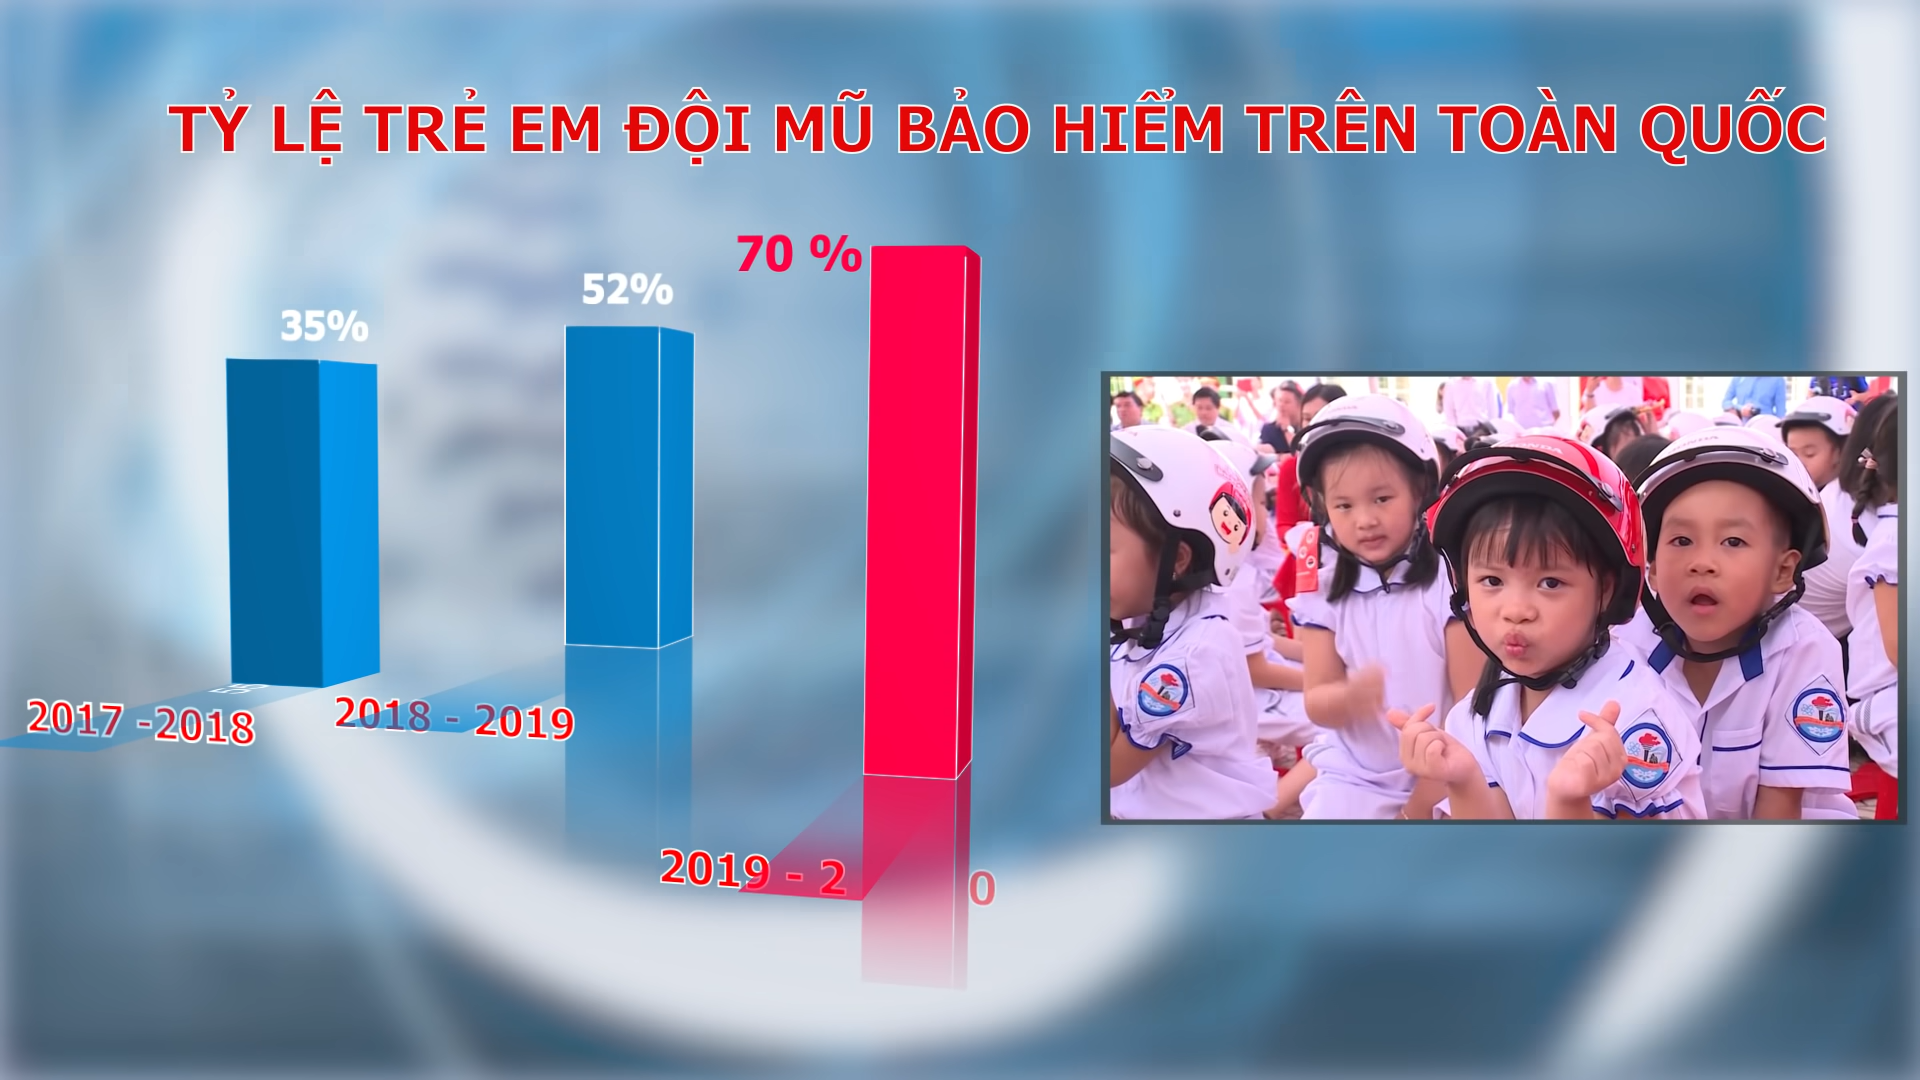 TỶ LỆ TRẺ EM ĐỘI MŨ BẢO HIỂM TRÊN TOÀN QUỐC
35%
52%
70 %
2017 -2018
2018 - 2019
2019 - 2 0
HONDA